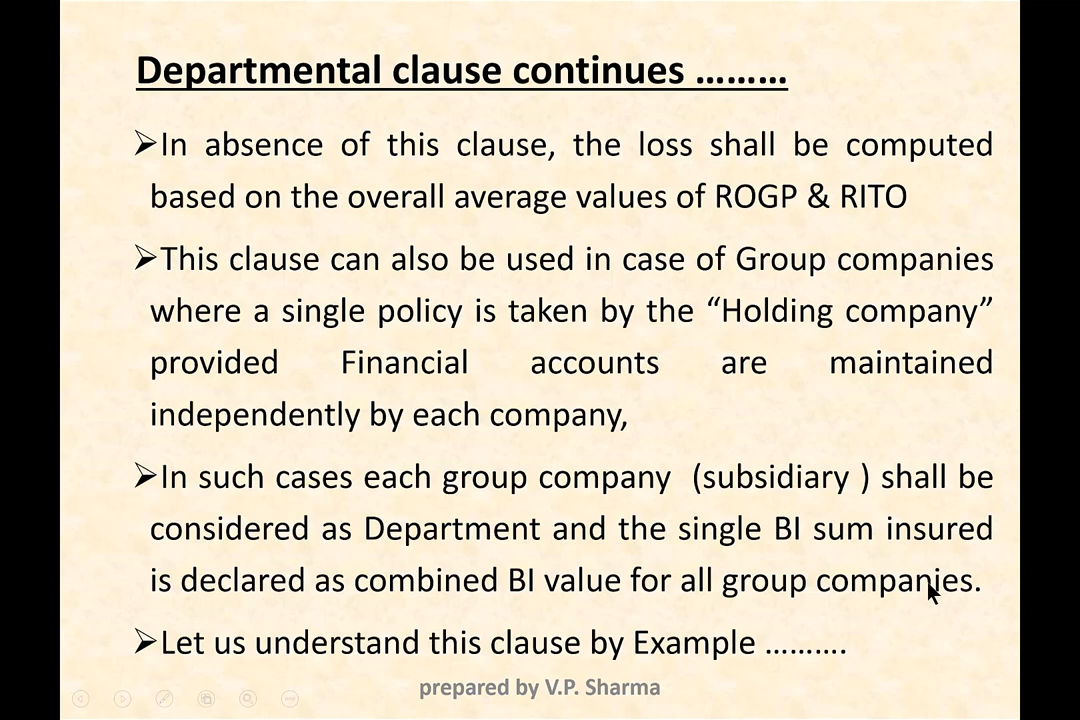 Departmental clause continues ………
➢In absence of this clause, the loss shall be computed
based on the overall average values of ROGP & RITO
➢This clause can also be used in case of Group companies
where a single policy is taken by the “Holding company”
provided Financial accounts are maintained
independently by each company,
➢In such cases each group company (subsidiary ) shall be
considered as Department and the single BI sum insured
is declared as combined BI value for all group companies.
➢Let us understand this clause by Example ……….
prepared by V.P. Sharma